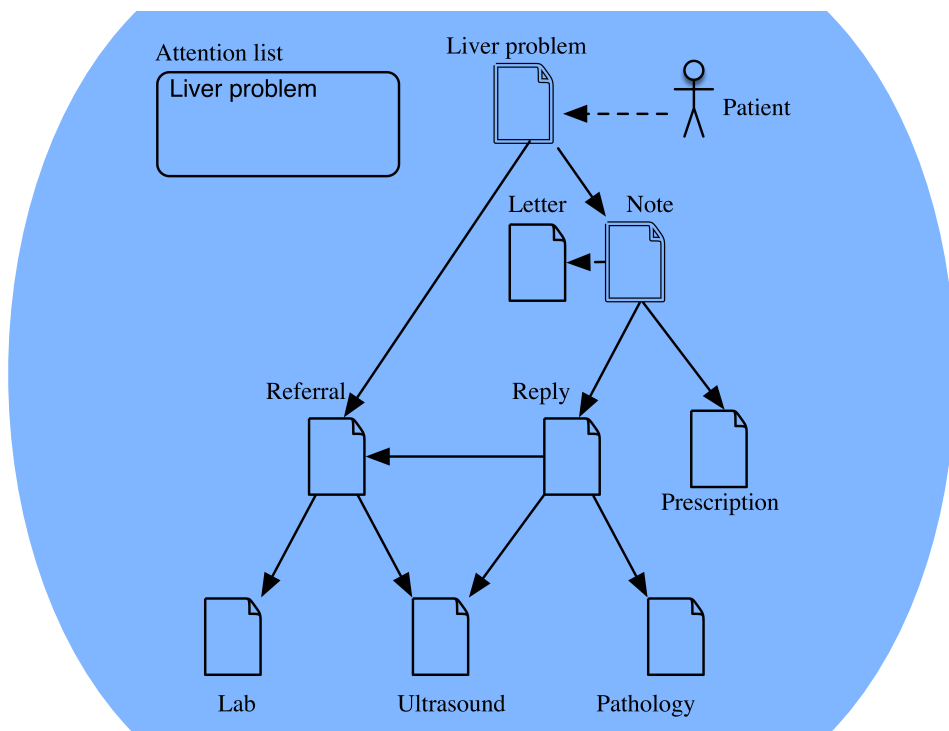 Attention list
Liver problem
Liver problem
Patient
Letter
Note
Referral
Reply
Prescription
Lab
Ultrasound
Pathology